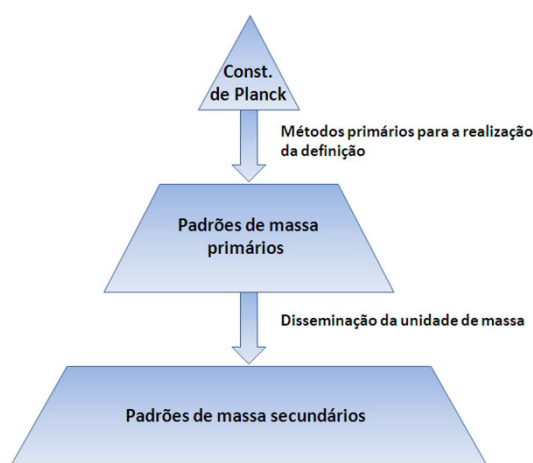 Const.
de Planck
Métodos primários para a realização
da definição
Padrões de massa
primários
Disseminação da unidade de massa
Padrões de massa secundários